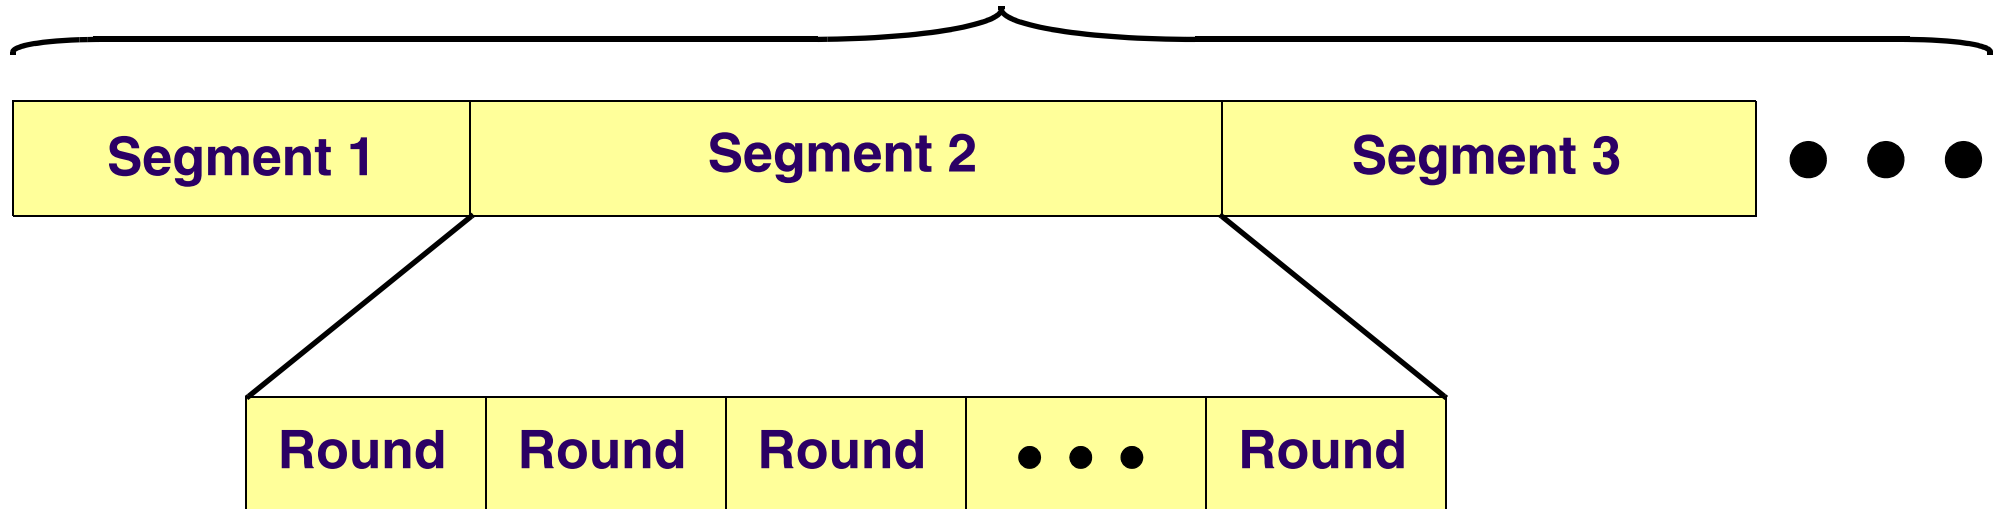 Segment 1 Segment 2 Segment 3 • • •
Round Round Round • • • Round